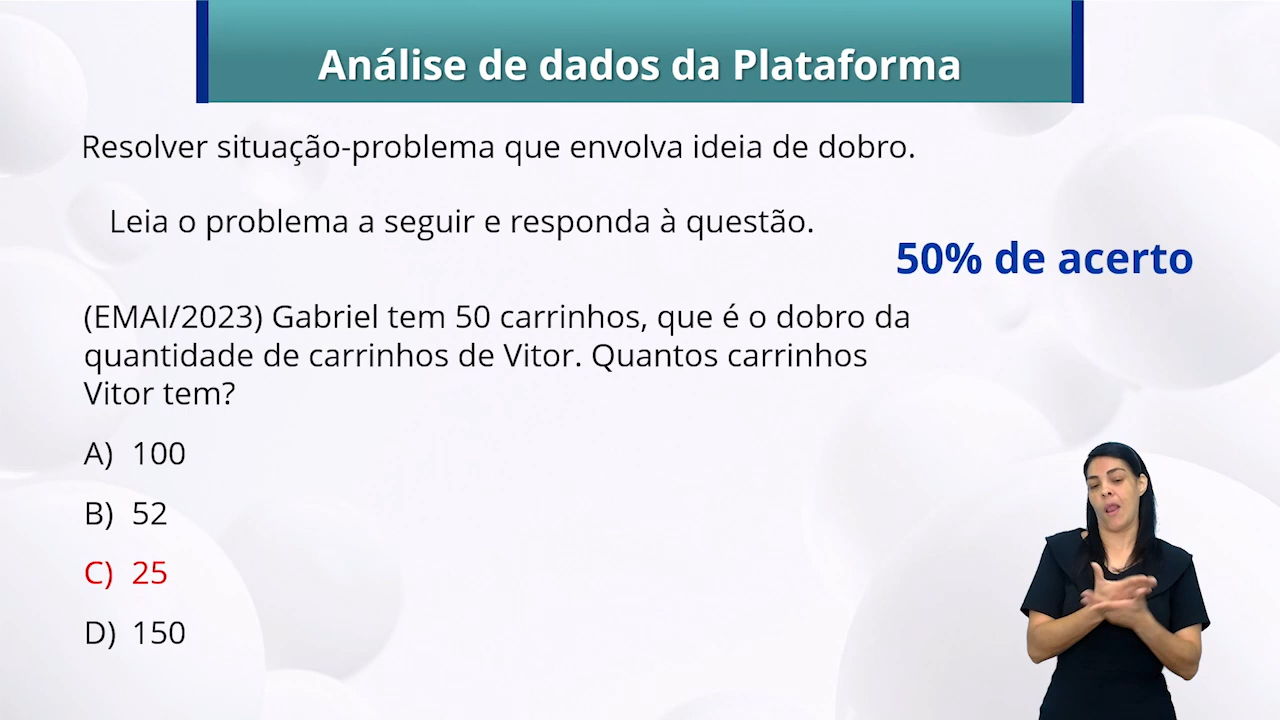 Análise de dados da Plataforma
Resolver situação-problema que envolva ideia de dobro.
Leia o problema a seguir e responda à questão.
50% de acerto
(EMAI/2023) Gabriel tem 50 carrinhos, que é o dobro da
quantidade de carrinhos de Vitor. Quantos carrinhos
Vitor tem?
A) 100
B) 52
C) 25
D) 150